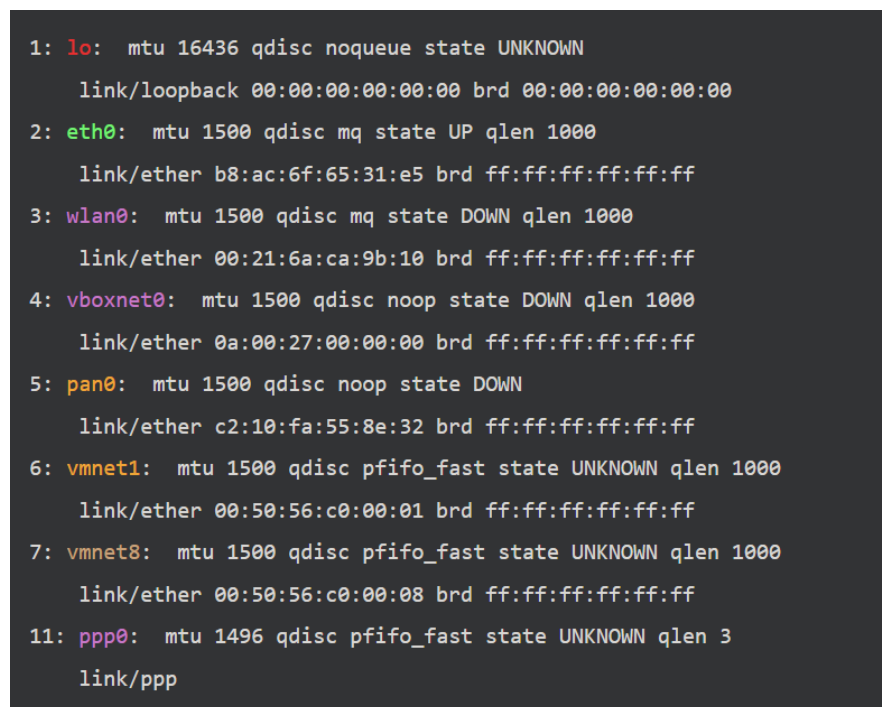 1: lo:  mtu 16436 qdisc noqueue state UNKNOWN
    link/loopback 00:00:00:00:00:00 brd 00:00:00:00:00:00
2: eth0:  mtu 1500 qdisc mq state UP qlen 1000
    link/ether b8:ac:6f:65:31:e5 brd ff:ff:ff:ff:ff:ff
3: wlan0:  mtu 1500 qdisc mq state DOWN qlen 1000
    link/ether 00:21:6a:ca:9b:10 brd ff:ff:ff:ff:ff:ff
4: vboxnet0:  mtu 1500 qdisc noop state DOWN qlen 1000
    link/ether 0a:00:27:00:00:00 brd ff:ff:ff:ff:ff:ff
5: pan0:  mtu 1500 qdisc noop state DOWN
    link/ether c2:10:fa:55:8e:32 brd ff:ff:ff:ff:ff:ff
6: vmnet1:  mtu 1500 qdisc pfifo_fast state UNKNOWN qlen 1000
    link/ether 00:50:56:c0:00:01 brd ff:ff:ff:ff:ff:ff
7: vmnet8:  mtu 1500 qdisc pfifo_fast state UNKNOWN qlen 1000
    link/ether 00:50:56:c0:00:08 brd ff:ff:ff:ff:ff:ff
11: ppp0:  mtu 1496 qdisc pfifo_fast state UNKNOWN qlen 3
    link/ppp